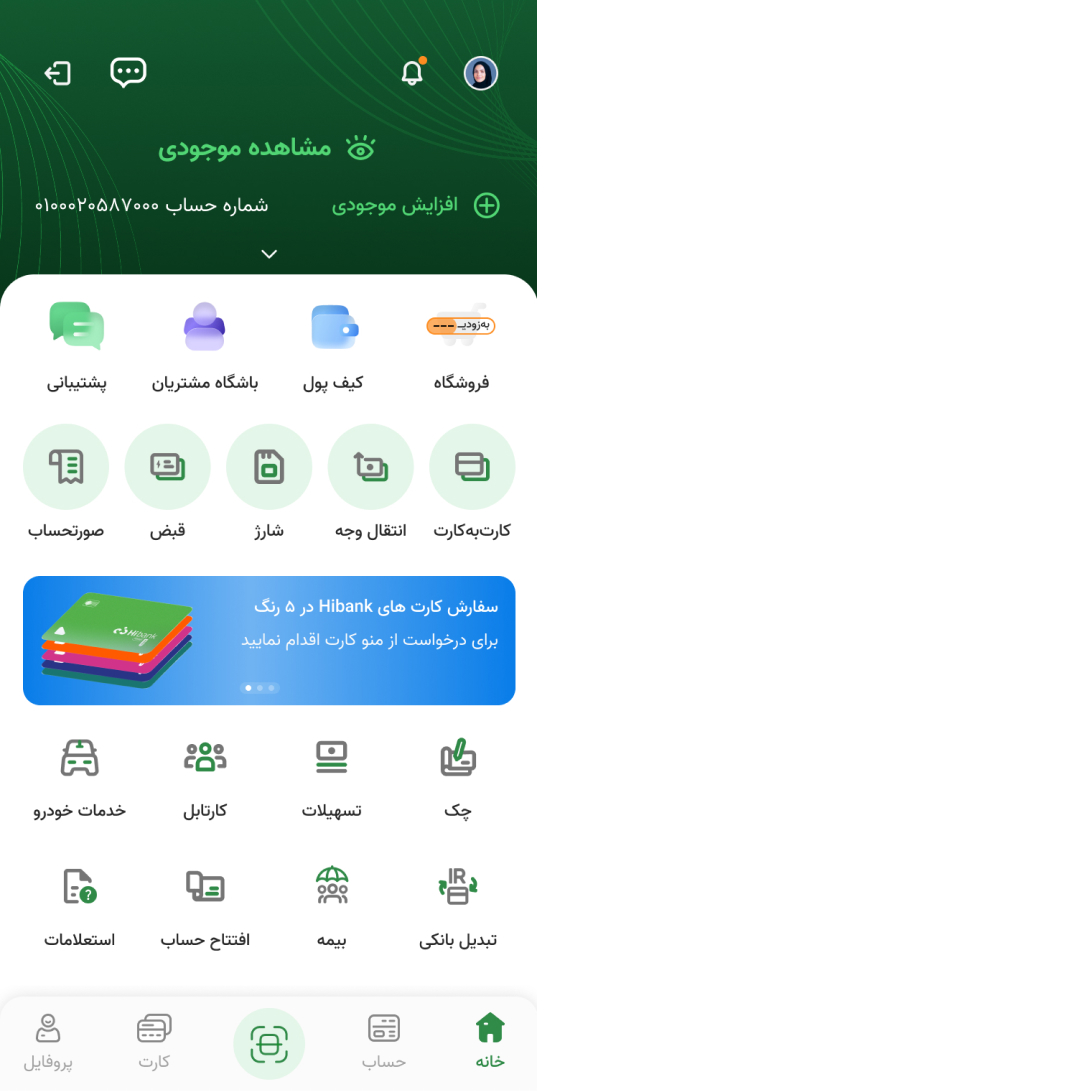 مشاهده موجودی
افزایش موجودی
شماره حساب ۰۱۰۰۰۲۰۵۸۷۰۰۰
به‌زودیـ ---
فروشگاه
کیف پول
باشگاه مشتریان
پشتیبانی
کارت‌به‌کارت
انتقال وجه
شارژ
قبض
صورتحساب
سفارش کارت های Hibank در ۵ رنگ
برای درخواست از منو کارت اقدام نمایید
Hibank
چک
تسهیلات
کارتابل
خدمات خودرو
IR
?
تبدیل بانکی
بیمه
افتتاح حساب
استعلامات
خانه
حساب
کارت
پروفایل